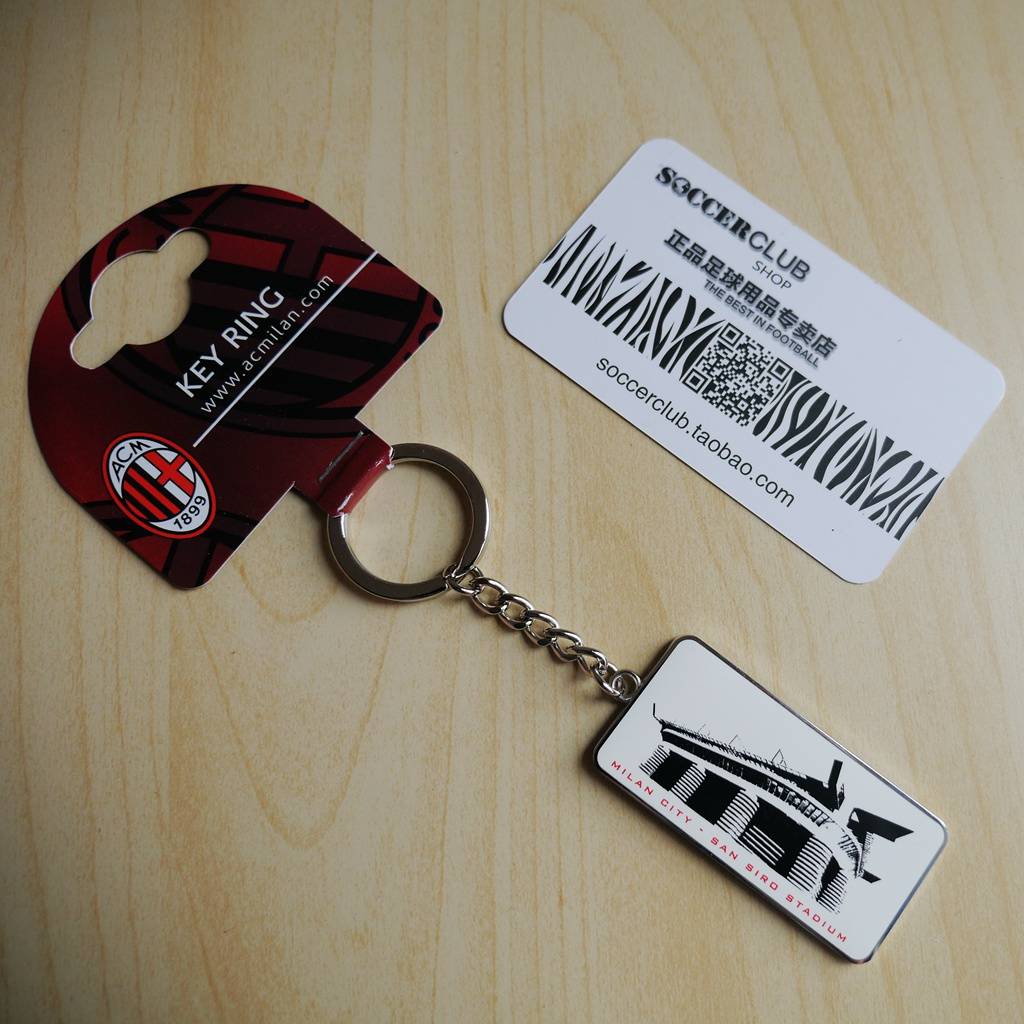 KEY RING
www.acmilan.com
ACM
1899
SOCCERCLUB
SHOP
正品足球用品专卖店
THE BEST IN FOOTBALL
soccerclub.taobao.com
MILAN CITY - SAN SIRO STADIUM